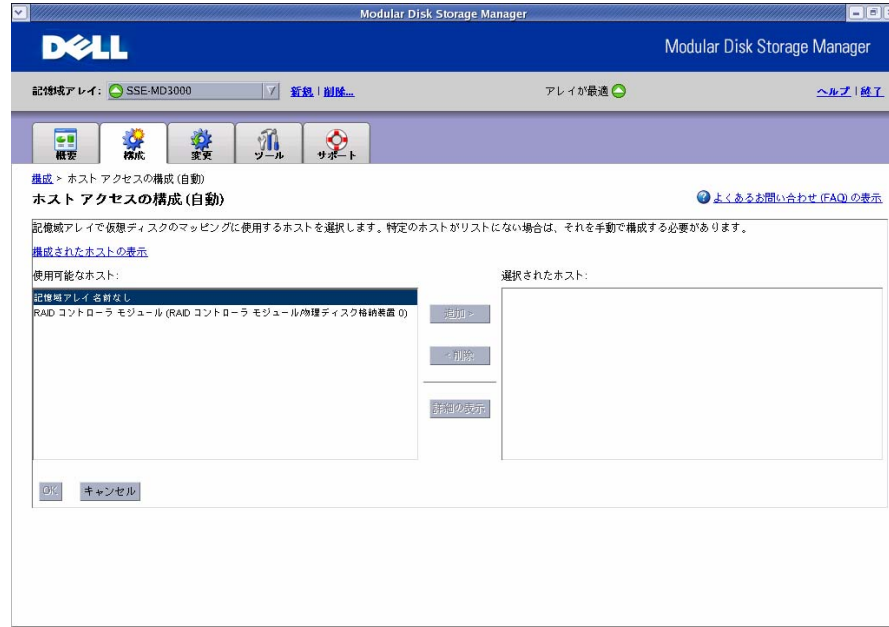 Modular Disk Storage Manager
DELL
Modular Disk Storage Manager
記憶域アレイ: SSE-MD3000
新規 | 削除...
アレイが最適
ヘルプ | 終了
概要
構成
変更
ツール
サポート
構成 > ホスト アクセスの構成 (自動)
ホスト アクセスの構成 (自動)
よくあるお問い合わせ (FAQ) の表示
記憶域アレイで仮想ディスクのマッピングに使用するホストを選択します。特定のホストがリストにない場合は、それを手動で構成する必要があります。
構成されたホストの表示
使用可能なホスト:
選択されたホスト:
記憶域アレイ 名前なし
RAID コントローラ モジュール (RAID コントローラ モジュール/物理ディスク格納装置 0)
追加 >
< 削除
詳細の表示
OK
キャンセル